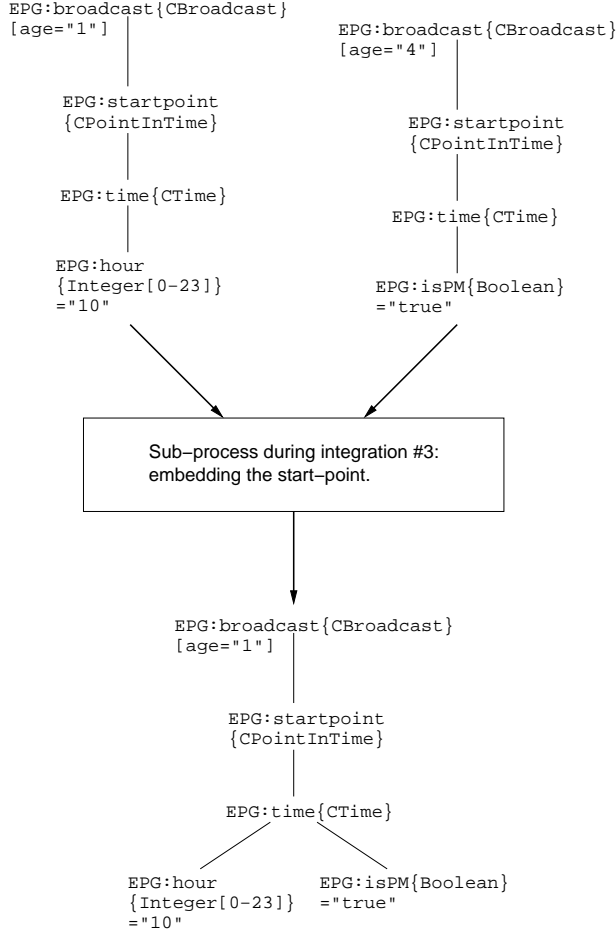 EPG:broadcast{CBroadcast}
[age="1"]
EPG:startpoint
{CPointInTime}
EPG:time{CTime}
EPG:hour
{Integer[0−23]}
="10"
EPG:broadcast{CBroadcast}
[age="4"]
EPG:startpoint
{CPointInTime}
EPG:time{CTime}
EPG:isPM{Boolean}
="true"
Sub−process during integration #3:
embedding the start−point.
EPG:broadcast{CBroadcast}
[age="1"]
EPG:startpoint
{CPointInTime}
EPG:time{CTime}
EPG:hour
{Integer[0−23]}
="10"
EPG:isPM{Boolean}
="true"